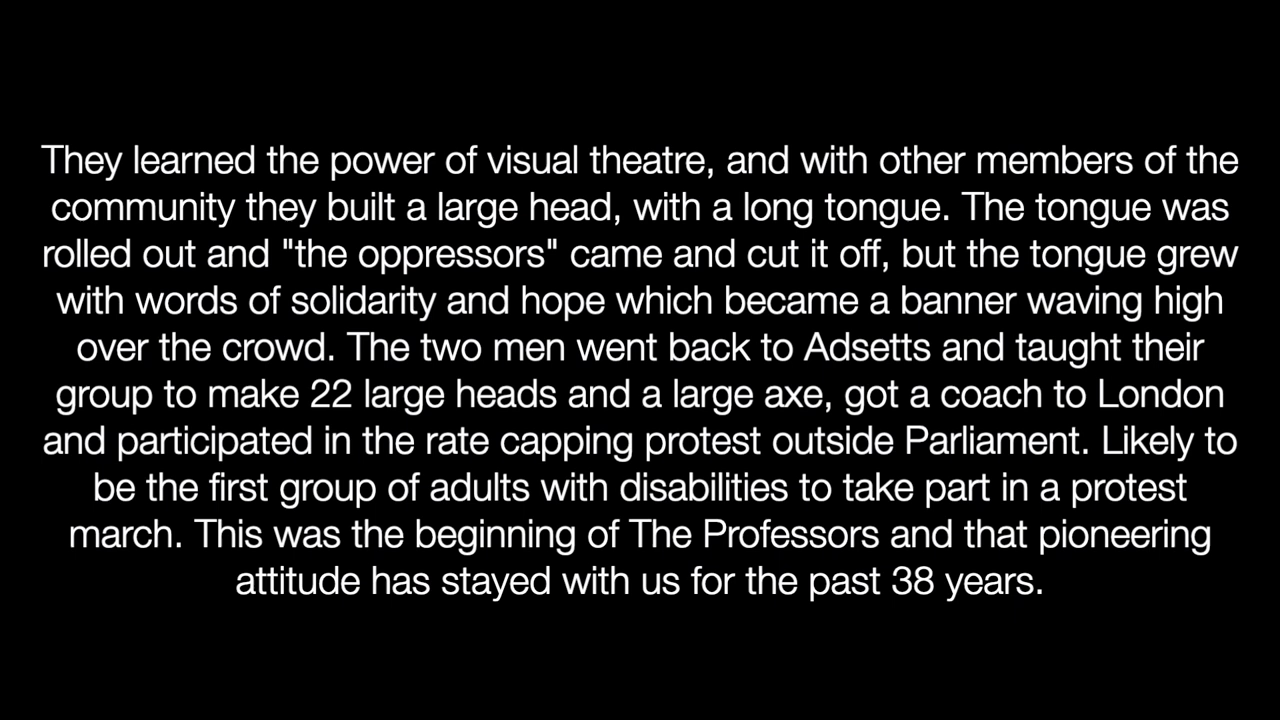 They learned the power of visual theatre, and with other members of the
community they built a large head, with a long tongue. The tongue was
rolled out and "the oppressors" came and cut it off, but the tongue grew
with words of solidarity and hope which became a banner waving high
over the crowd. The two men went back to Adsetts and taught their
group to make 22 large heads and a large axe, got a coach to London
and participated in the rate capping protest outside Parliament. Likely to
be the first group of adults with disabilities to take part in a protest
march. This was the beginning of The Professors and that pioneering
attitude has stayed with us for the past 38 years.